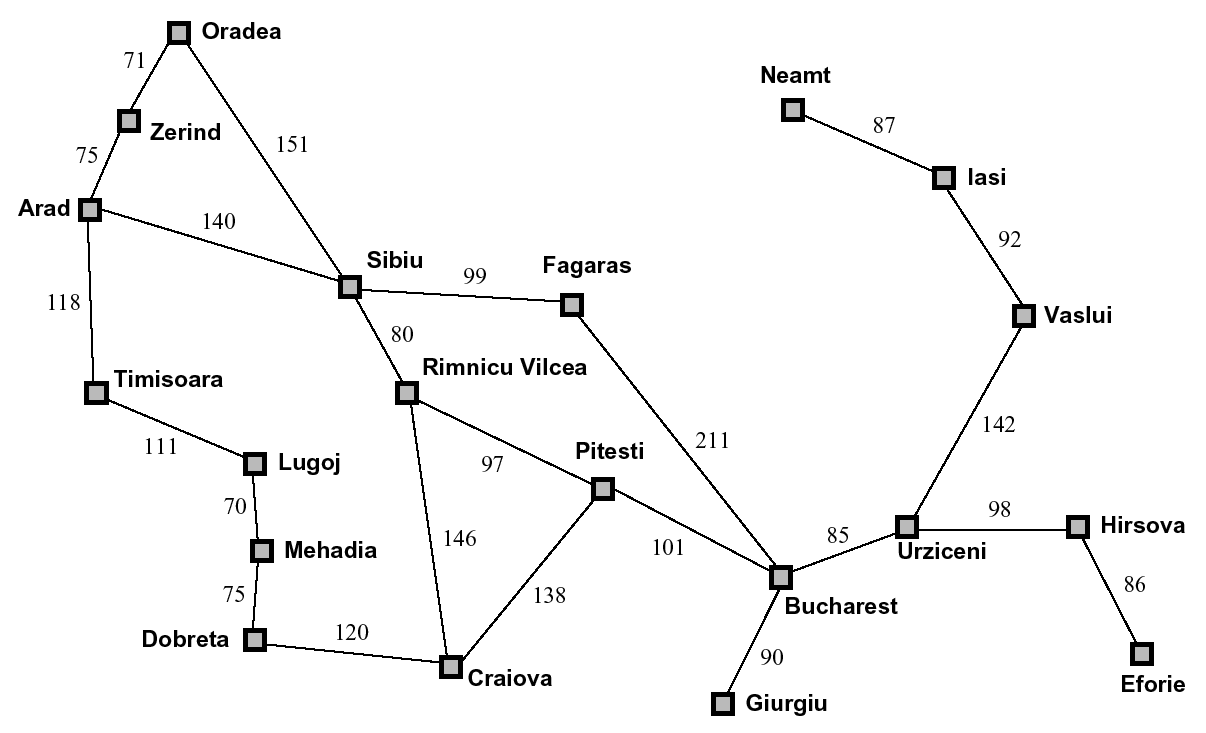 Oradea
71
Neamt
87
Zerind
151
75
Iasi
Arad
140
92
Sibiu
Fagaras
99
118
Vaslui
80
Rimnicu Vilcea
Timisoara
142
211
111
Lugoj
97
Pitesti
70
98
Hirsova
146
101
85
Urziceni
Mehadia
86
75
138
Bucharest
Dobreta
120
90
Craiova
Eforie
Giurgiu